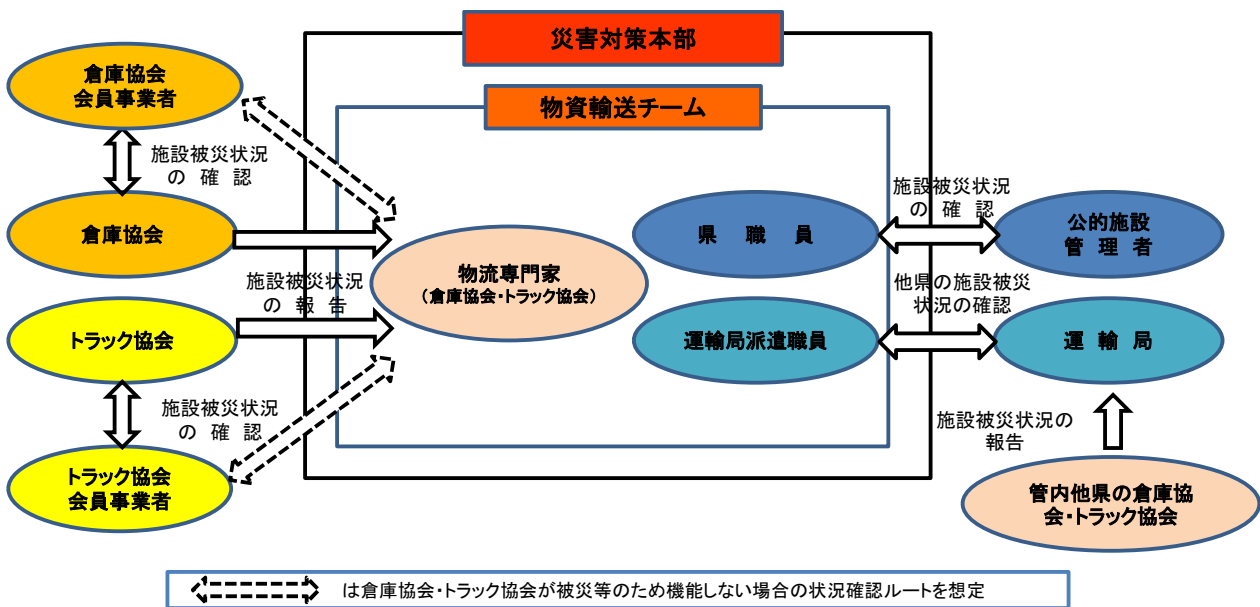 災害対策本部
物資輸送チーム
倉庫協会
会員事業者
施設被災状況
の 確 認
倉庫協会
施設被災状況
の 報 告
トラック協会
施設被災状況
の 確 認
トラック協会
会員事業者
物流専門家
(倉庫協会・トラック協会)
県 職 員
運輸局派遣職員
施設被災状況
の 確 認
公的施設
管 理 者
他県の施設被災
状況の確認
運 輸 局
施設被災状況の
報告
管内他県の倉庫協
会・トラック協会
は倉庫協会・トラック協会が被災等のため機能しない場合の状況確認ルートを想定